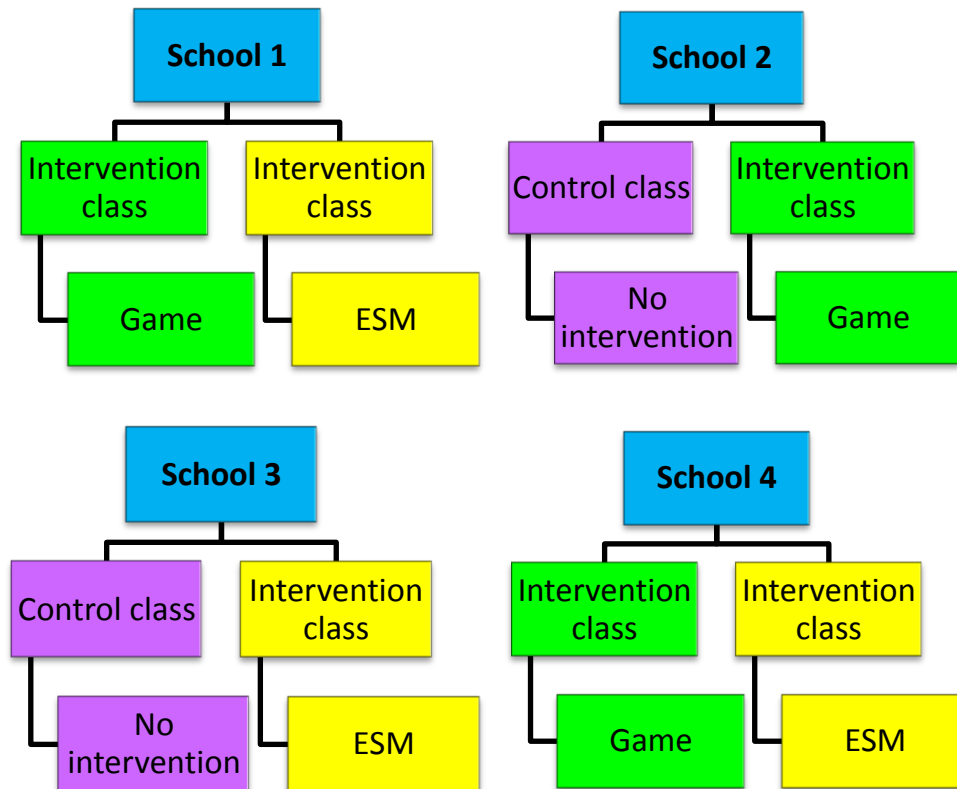 School 1
Intervention
class
Intervention
class
Game
ESM
School 2
Control class
Intervention
class
No
intervention
Game
School 3
Control class
Intervention
class
No
intervention
ESM
School 4
Intervention
class
Intervention
class
Game
ESM